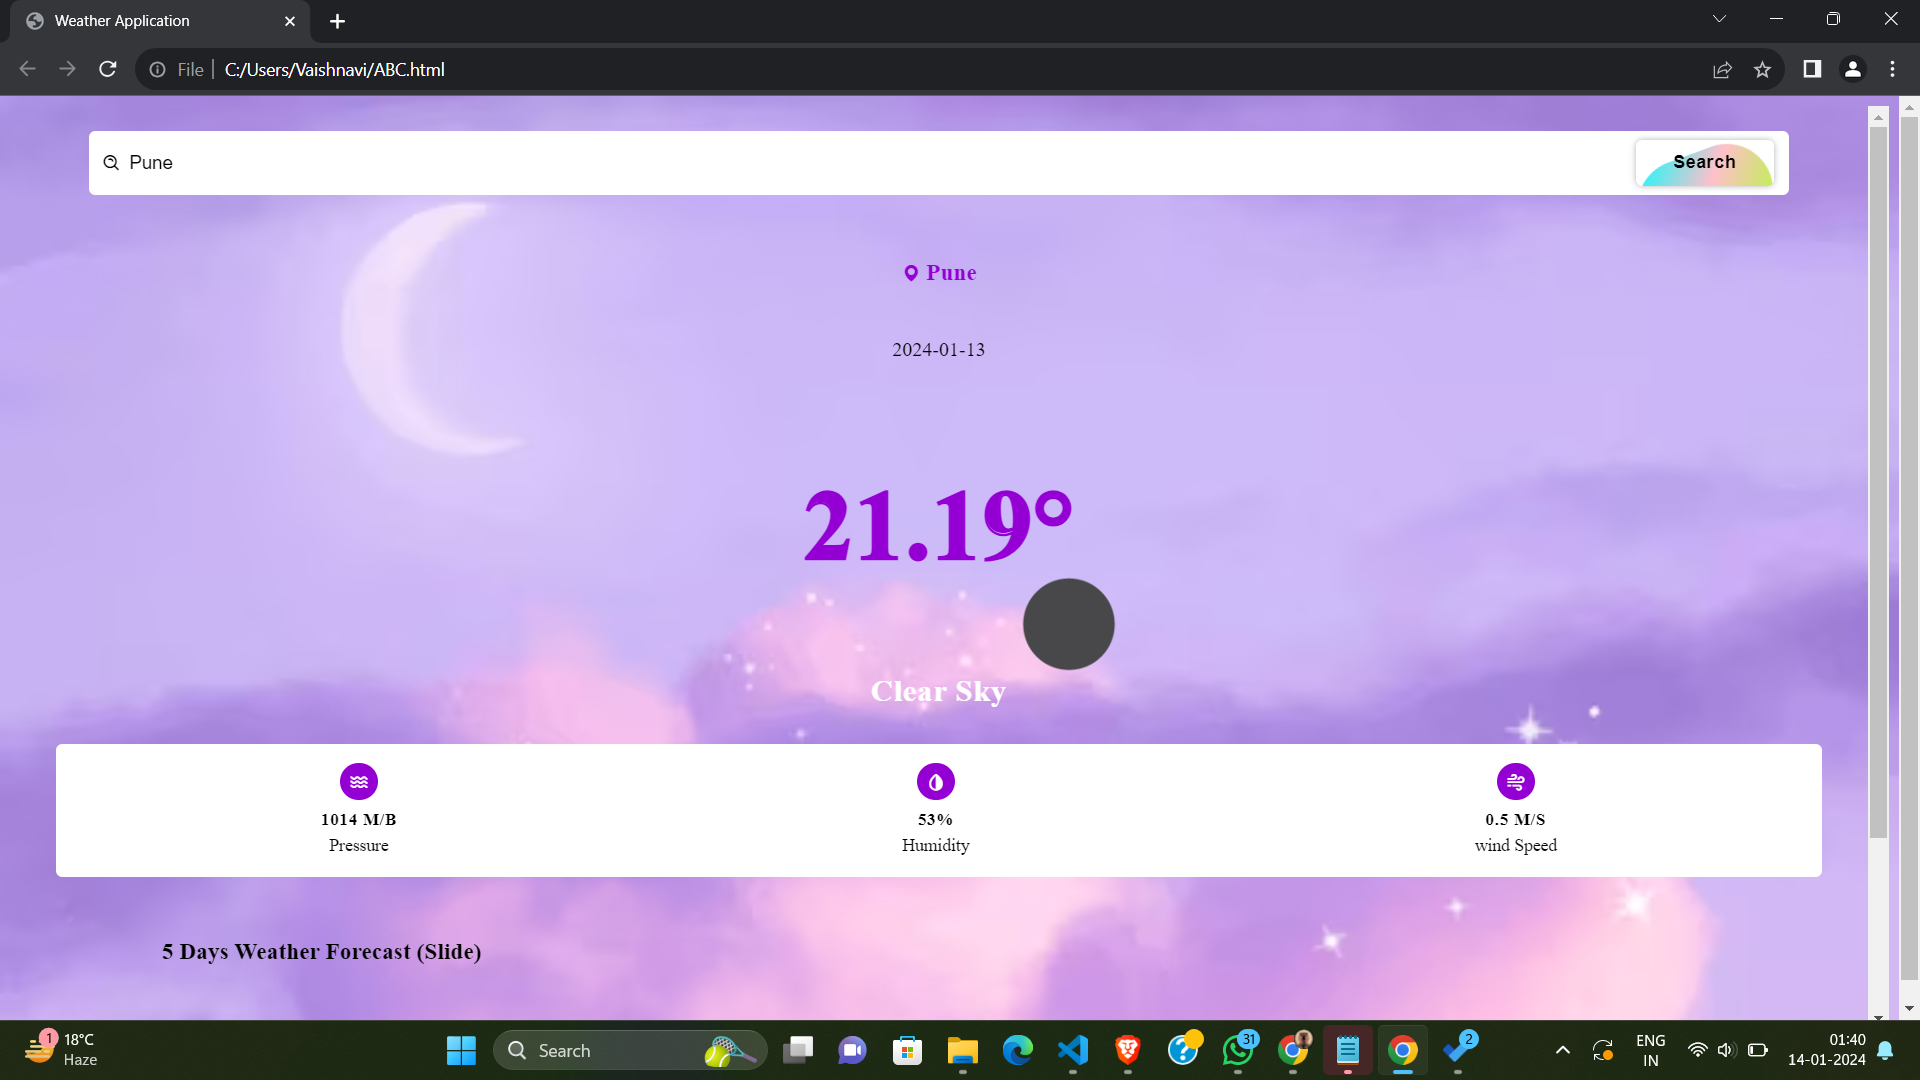 Weather Application
File
C:/Users/Vaishnavi/ABC.html
Pune
Search
Pune
2024-01-13
21.19°
Clear Sky
1014 M/B
Pressure
53%
Humidity
0.5 M/S
wind Speed
5 Days Weather Forecast (Slide)
1
18°C
Haze
Search
31
2
ENG
IN
01:40
14-01-2024